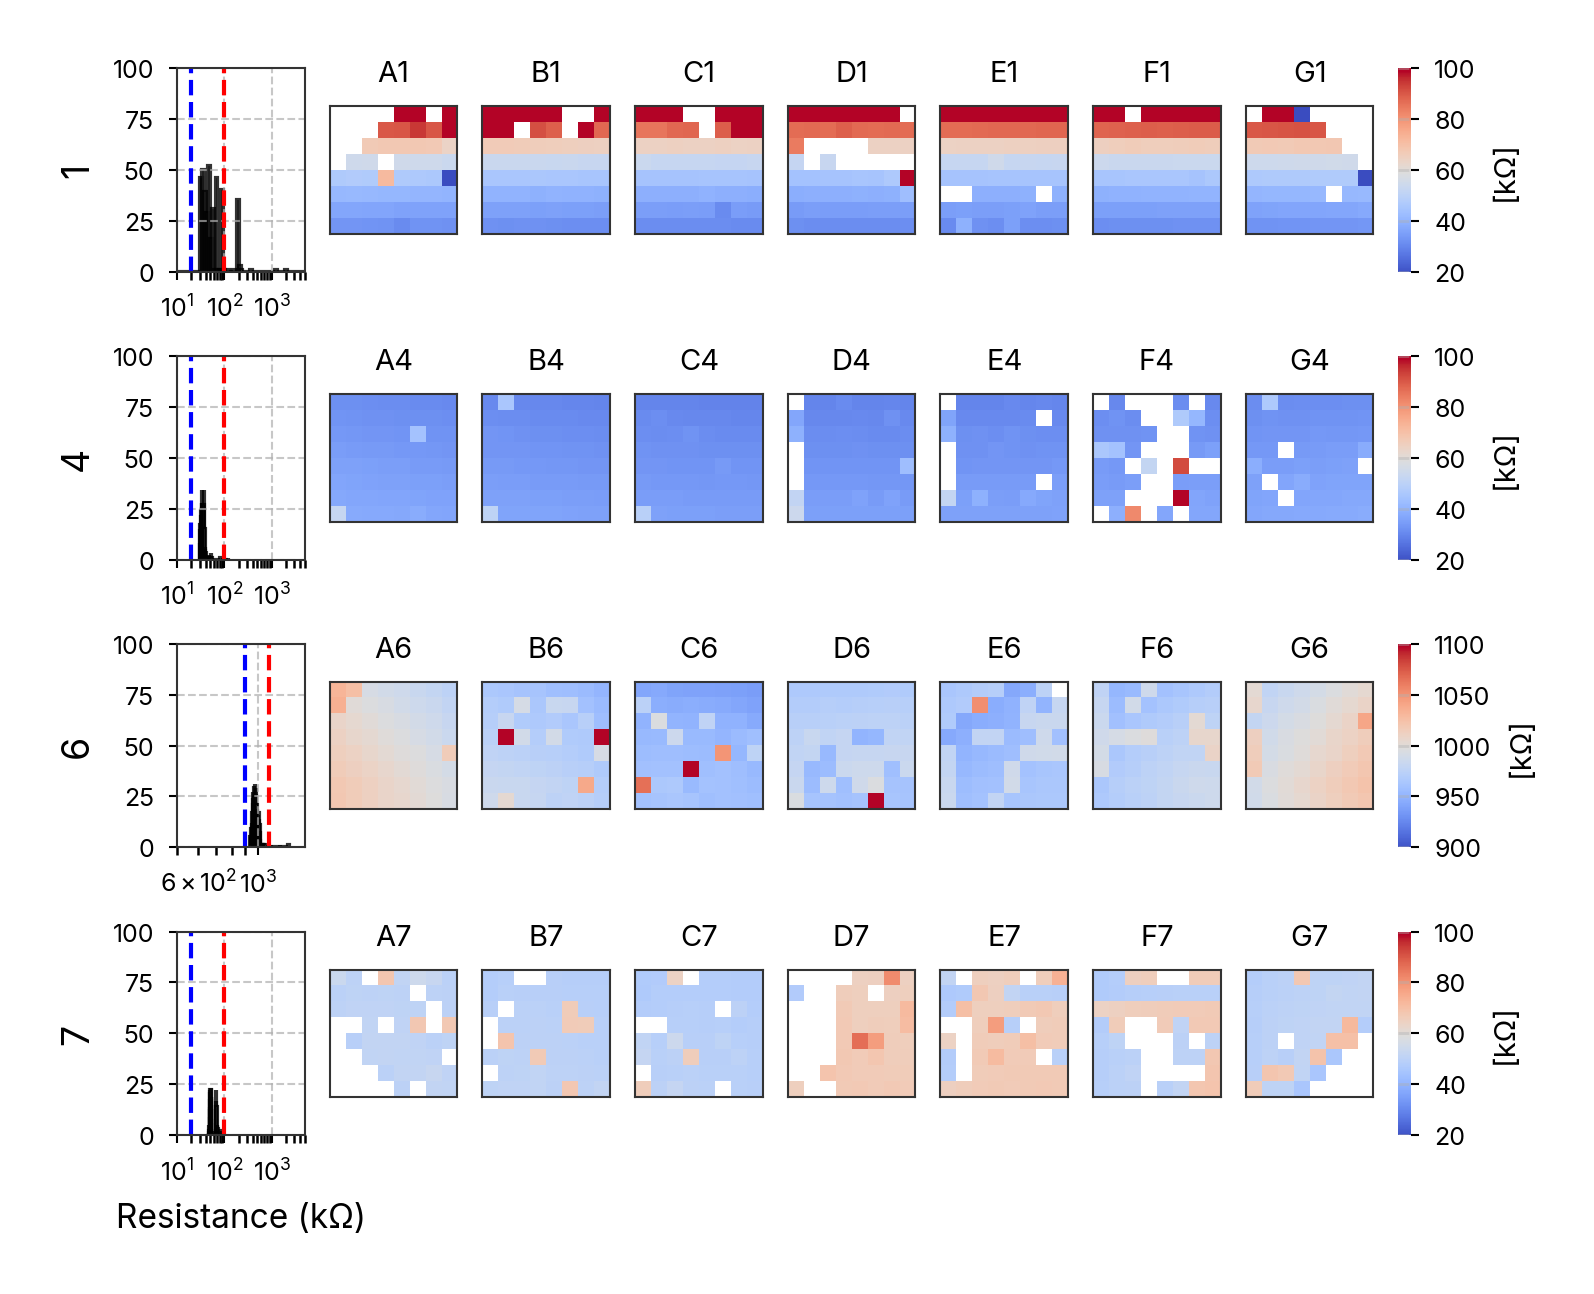 A1 B1 C1 D1 E1 F1 G1
1
100 75 50 25 0
10¹ 10² 10³
100 80 60 40 20
[kΩ]
A4 B4 C4 D4 E4 F4 G4
4
100 75 50 25 0
10¹ 10² 10³
100 80 60 40 20
[kΩ]
A6 B6 C6 D6 E6 F6 G6
6
100 75 50 25 0
6×10² 10³
1100 1050 1000 950 900
[kΩ]
A7 B7 C7 D7 E7 F7 G7
7
100 75 50 25 0
10¹ 10² 10³
100 80 60 40 20
[kΩ]
Resistance (kΩ)